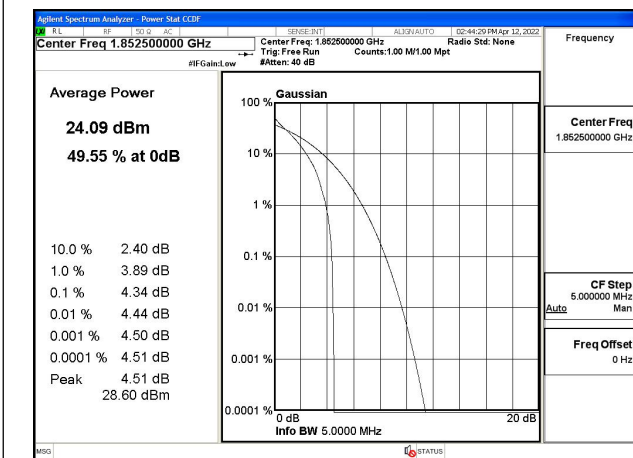 Agilent Spectrum Analyzer - Power Stat CCDF
LXI RL RF 50 Ω AC SENSE:INT ALIGN AUTO 02:44:29 PM Apr 12, 2022
Center Freq 1.852500000 GHz
Center Freq: 1.852500000 GHz Radio Std: None
Trig: Free Run Counts:1.00 M/1.00 Mpt
#IFGain:Low #Atten: 40 dB
Frequency
Average Power
24.09 dBm
49.55 % at 0dB
10.0 % 2.40 dB
1.0 % 3.89 dB
0.1 % 4.34 dB
0.01 % 4.44 dB
0.001 % 4.50 dB
0.0001 % 4.51 dB
Peak 4.51 dB
28.60 dBm
Gaussian
100 %
10 %
1 %
0.1 %
0.01 %
0.001 %
0.0001 %
0 dB 20 dB
Info BW 5.0000 MHz
Center Freq
1.852500000 GHz
CF Step
5.000000 MHz
Auto Man
Freq Offset
0 Hz
MSG STATUS